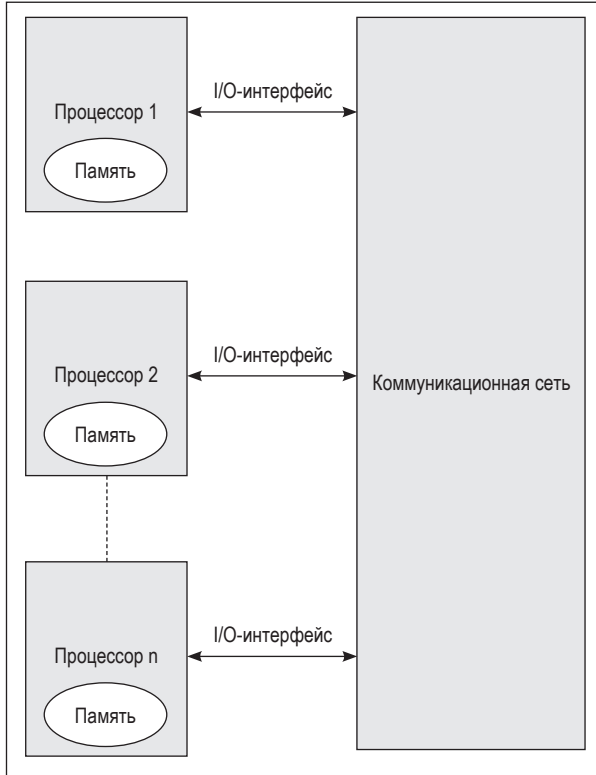 Процессор 1
Память
I/O-интерфейс
Процессор 2
Память
I/O-интерфейс
Коммуникационная сеть
Процессор n
Память
I/O-интерфейс